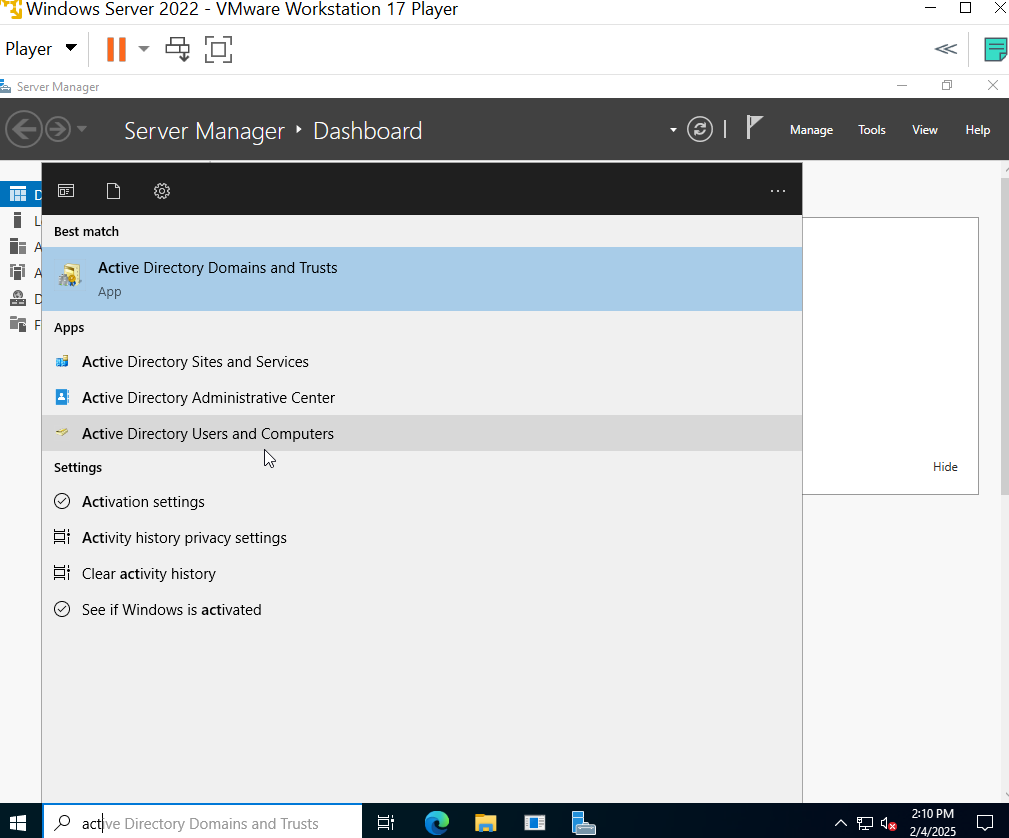 Windows Server 2022 - VMware Workstation 17 Player
Player
Server Manager
Server Manager Dashboard
Manage Tools View Help
D
L
A
A
D
F
Best match
Active Directory Domains and Trusts
App
Apps
Active Directory Sites and Services
Active Directory Administrative Center
Active Directory Users and Computers
Settings
Activation settings
Activity history privacy settings
Clear activity history
See if Windows is activated
Hide
active Directory Domains and Trusts
2:10 PM
2/4/2025